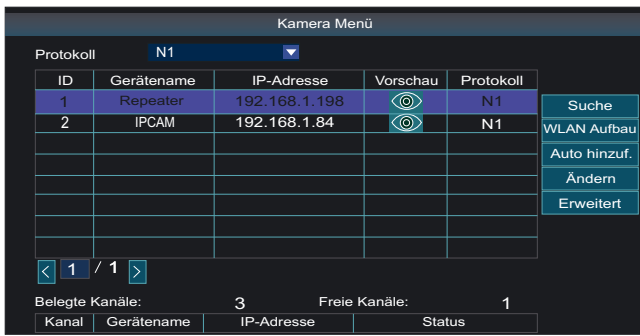 Kamera Menü
Protokoll N1
ID Gerätename IP-Adresse Vorschau Protokoll
1 Repeater 192.168.1.198 N1
2 IPCAM 192.168.1.84 N1
Suche
WLAN Aufbau
Auto hinzuf.
Ändern
Erweitert
< 1 / 1 >
Belegte Kanäle: 3 Freie Kanäle: 1
Kanal Gerätename IP-Adresse Status